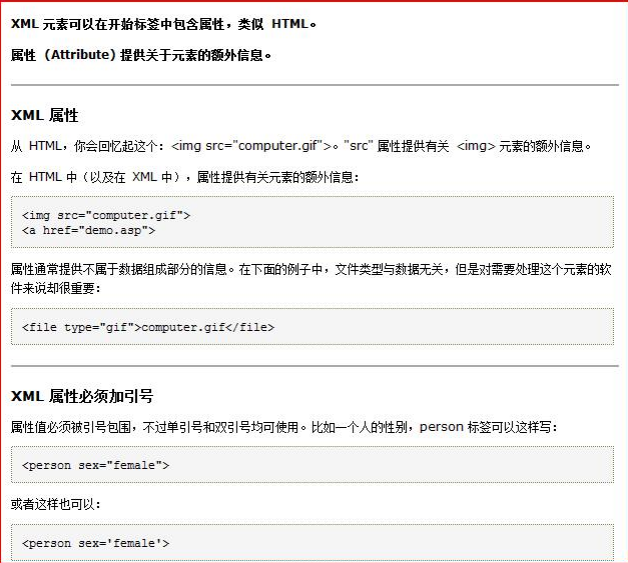 XML 元素可以在开始标签中包含属性，类似 HTML。
属性（Attribute）提供关于元素的额外信息。
XML 属性
从 HTML，你会回忆起这个：<img src="computer.gif">。"src" 属性提供有关 <img> 元素的额外信息。
在 HTML 中（以及在 XML 中），属性提供有关元素的额外信息：
<img src="computer.gif">
<a href="demo.asp">
属性通常提供不属于数据组成部分的信息。在下面的例子中，文件类型与数据无关，但是对需要处理这个元素的软
件来说却很重要：
<file type="gif">computer.gif</file>
XML 属性必须加引号
属性值必须被引号包围，不过单引号和双引号均可使用。比如一个人的性别，person 标签可以这样写：
<person sex="female">
或者这样也可以：
<person sex='female'>